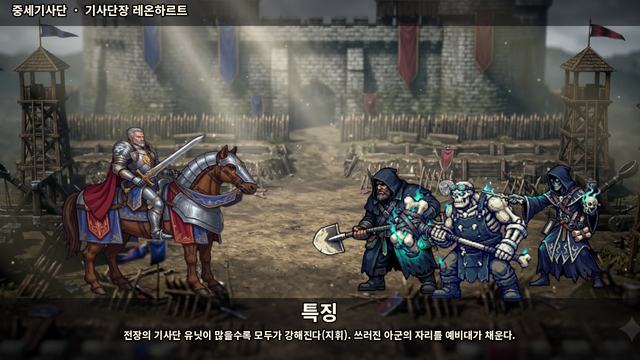 중세기사단 · 기사단장 레온하르트
특징
전장의 기사단 유닛이 많을수록 모두가 강해진다(지휘). 쓰러진 아군의 자리를 예비대가 채운다.